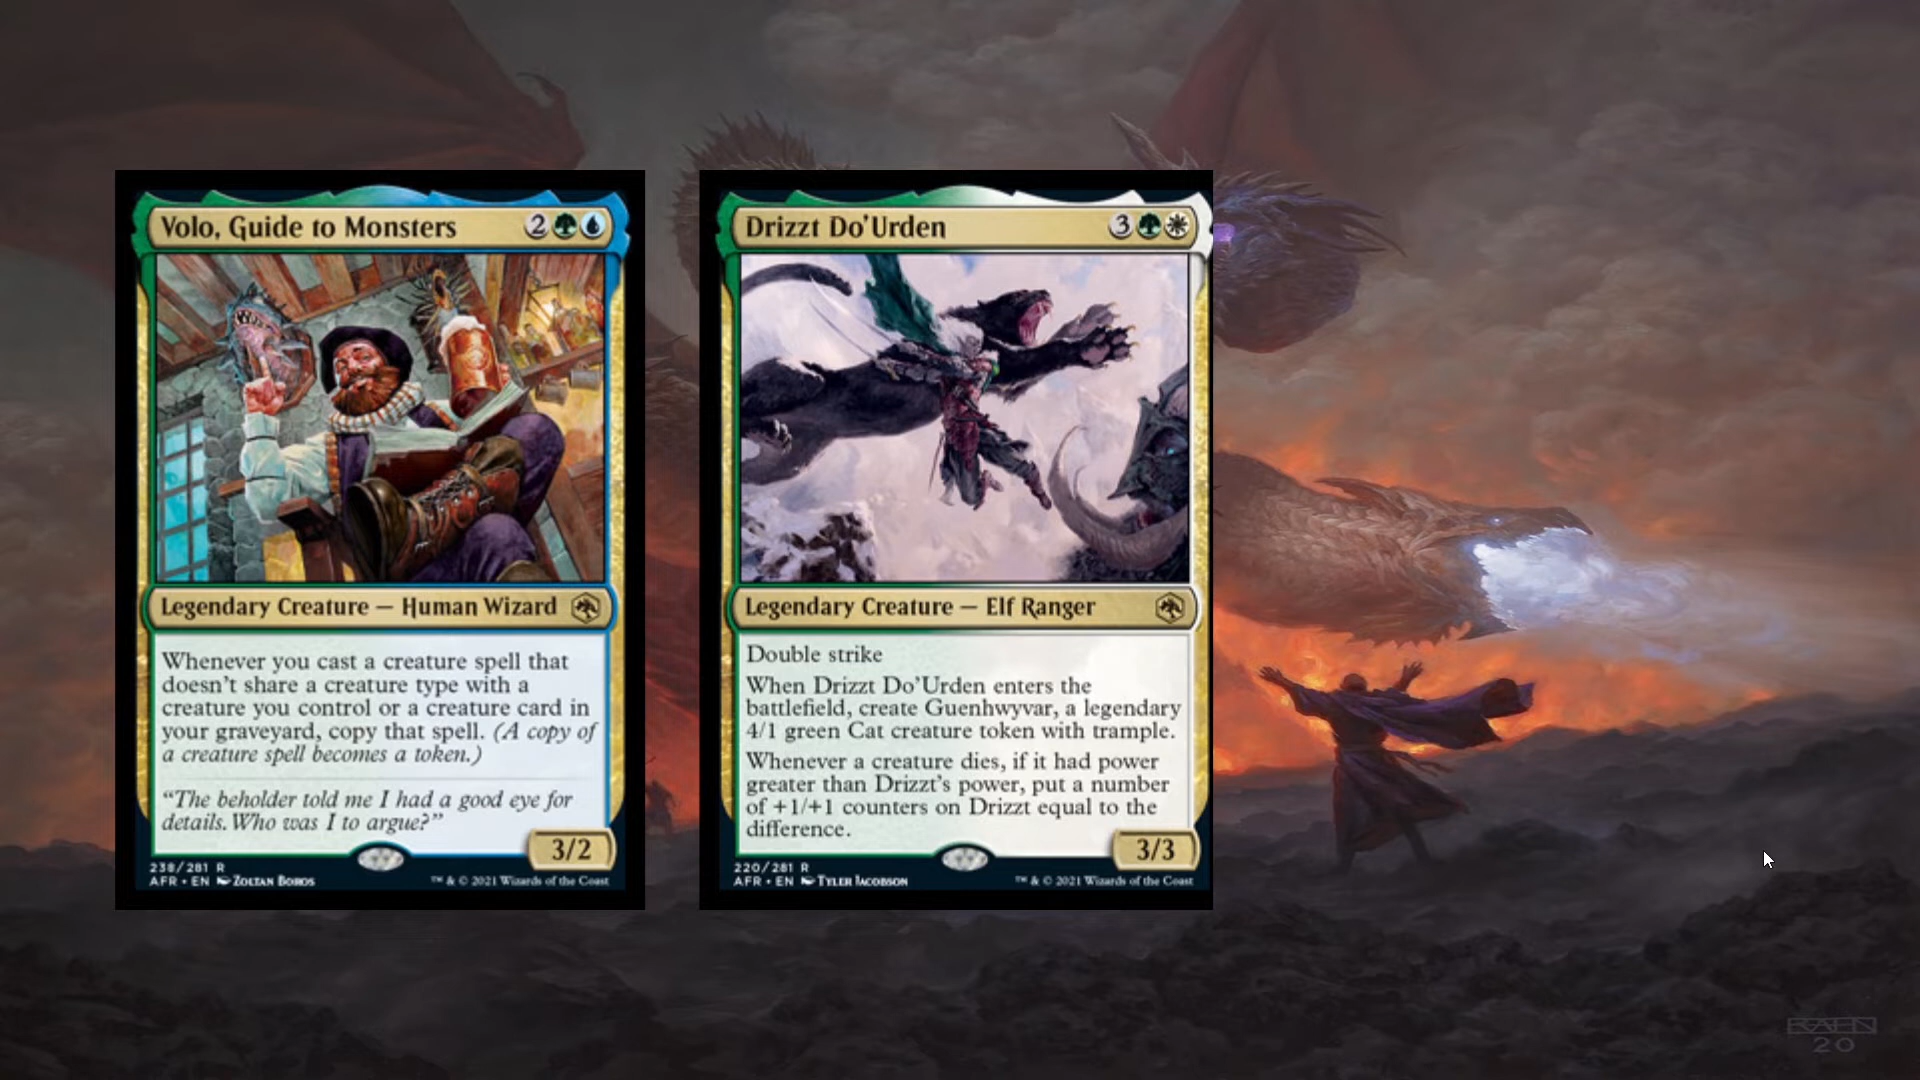 Volo, Guide to Monsters 2
Legendary Creature — Human Wizard
Whenever you cast a creature spell that
doesn't share a creature type with a
creature you control or a creature card in
your graveyard, copy that spell. (A copy of
a creature spell becomes a token.)
“The beholder told me I had a good eye for
details. Who was I to argue?”
3/2
238/281 R
AFR • EN ZOLTAN BOROS
™ & © 2021 Wizards of the Coast
Drizzt Do'Urden 3
Legendary Creature — Elf Ranger
Double strike
When Drizzt Do'Urden enters the
battlefield, create Guenhwyvar, a legendary
4/1 green Cat creature token with trample.
Whenever a creature dies, if it had power
greater than Drizzt's power, put a number
of +1/+1 counters on Drizzt equal to the
difference.
3/3
220/281 R
AFR • EN TYLER JACOBSON
™ & © 2021 Wizards of the Coast
RAHN
20